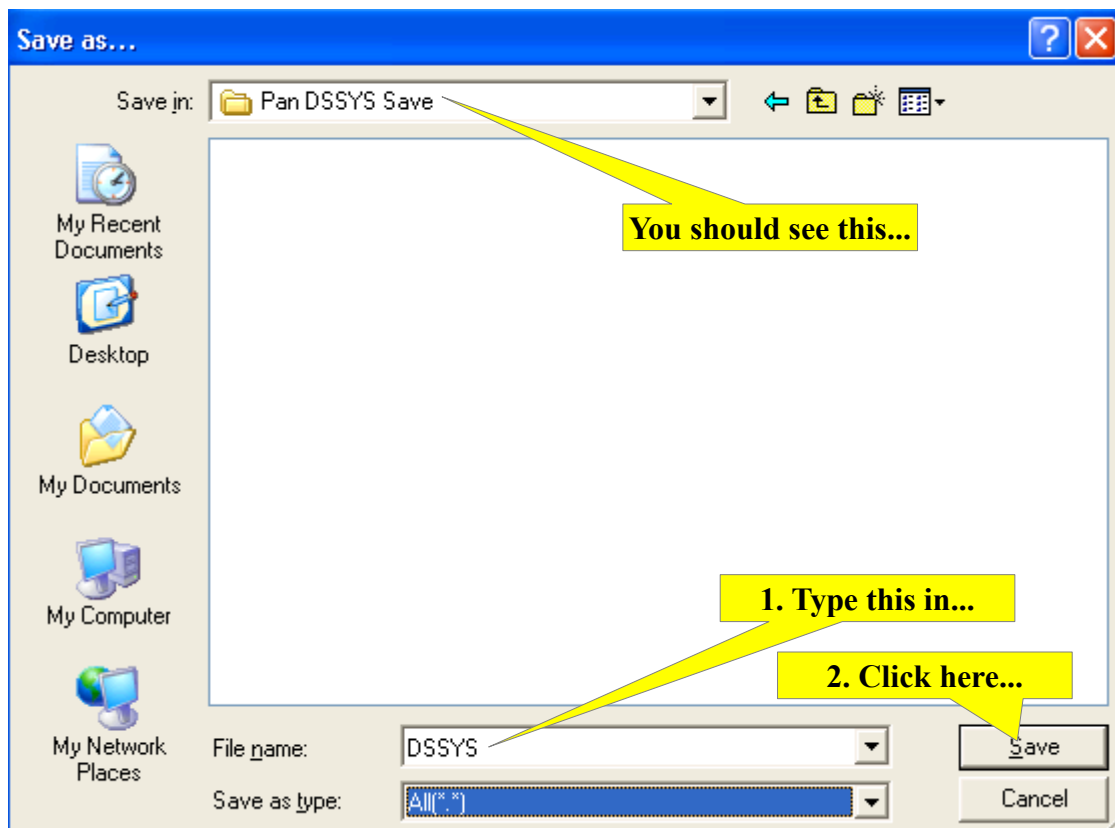 Save as...
Save in:
Pan DSSYS Save
You should see this...
My Recent
Documents
Desktop
My Documents
My Computer
My Network
Places
1. Type this in...
2. Click here...
File name:
DSSYS
Save
Save as type:
All(*.*)
Cancel